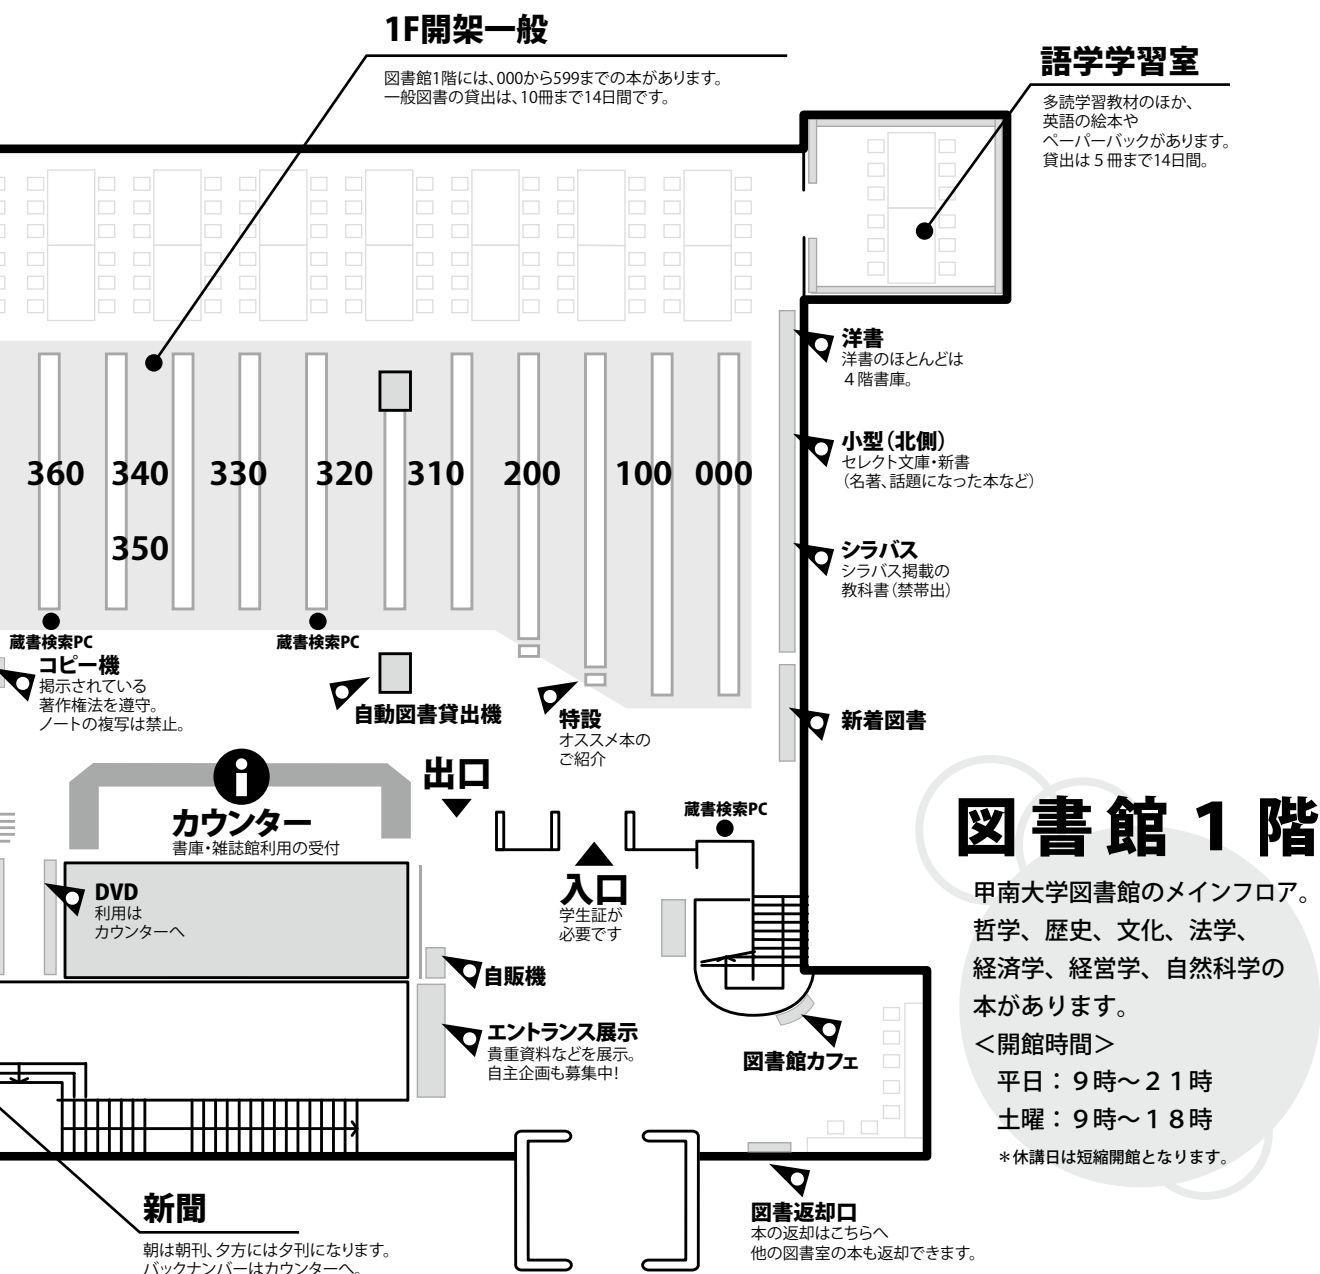 1F開架一般
図書館1階には、000から599までの本があります。
一般図書の貸出は、10冊まで14日間です。
語学学習室
多読学習教材のほか、
英語の絵本や
ペーパーバックがあります。
貸出は５冊まで14日間。
洋書
洋書のほとんどは
４階書庫。
小型（北側）
セレクト文庫・新書
（名著、話題になった本など）
シラバス
シラバス掲載の
教科書（禁帯出）
360 340 330 320 310 200 100 000
350
蔵書検索PC
蔵書検索PC
コピー機
掲示されている
著作権法を遵守。
ノートの複写は禁止。
自動図書貸出機
特設
オススメ本の
ご紹介
新着図書
出口
カウンター
書庫・雑誌館利用の受付
蔵書検索PC
入口
学生証が
必要です
DVD
利用は
カウンターへ
自販機
エントランス展示
貴重資料などを展示。
自主企画も募集中！
図書館カフェ
図書館１階
甲南大学図書館のメインフロア。
哲学、歴史、文化、法学、
経済学、経営学、自然科学の
本があります。
＜開館時間＞
平日：９時～２１時
土曜：９時～１８時
＊休講日は短縮開館となります。
新聞
朝は朝刊、夕方には夕刊になります。
バックナンバーはカウンターへ。
図書返却口
本の返却はこちらへ
他の図書室の本も返却できます。